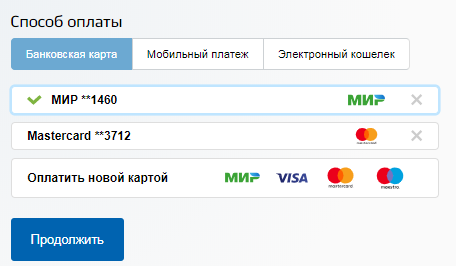 Способ оплаты
Банковская карта Мобильный платеж Электронный кошелек
МИР **1460 МИР
Mastercard **3712 mastercard
Оплатить новой картой МИР VISA mastercard maestro
Продолжить